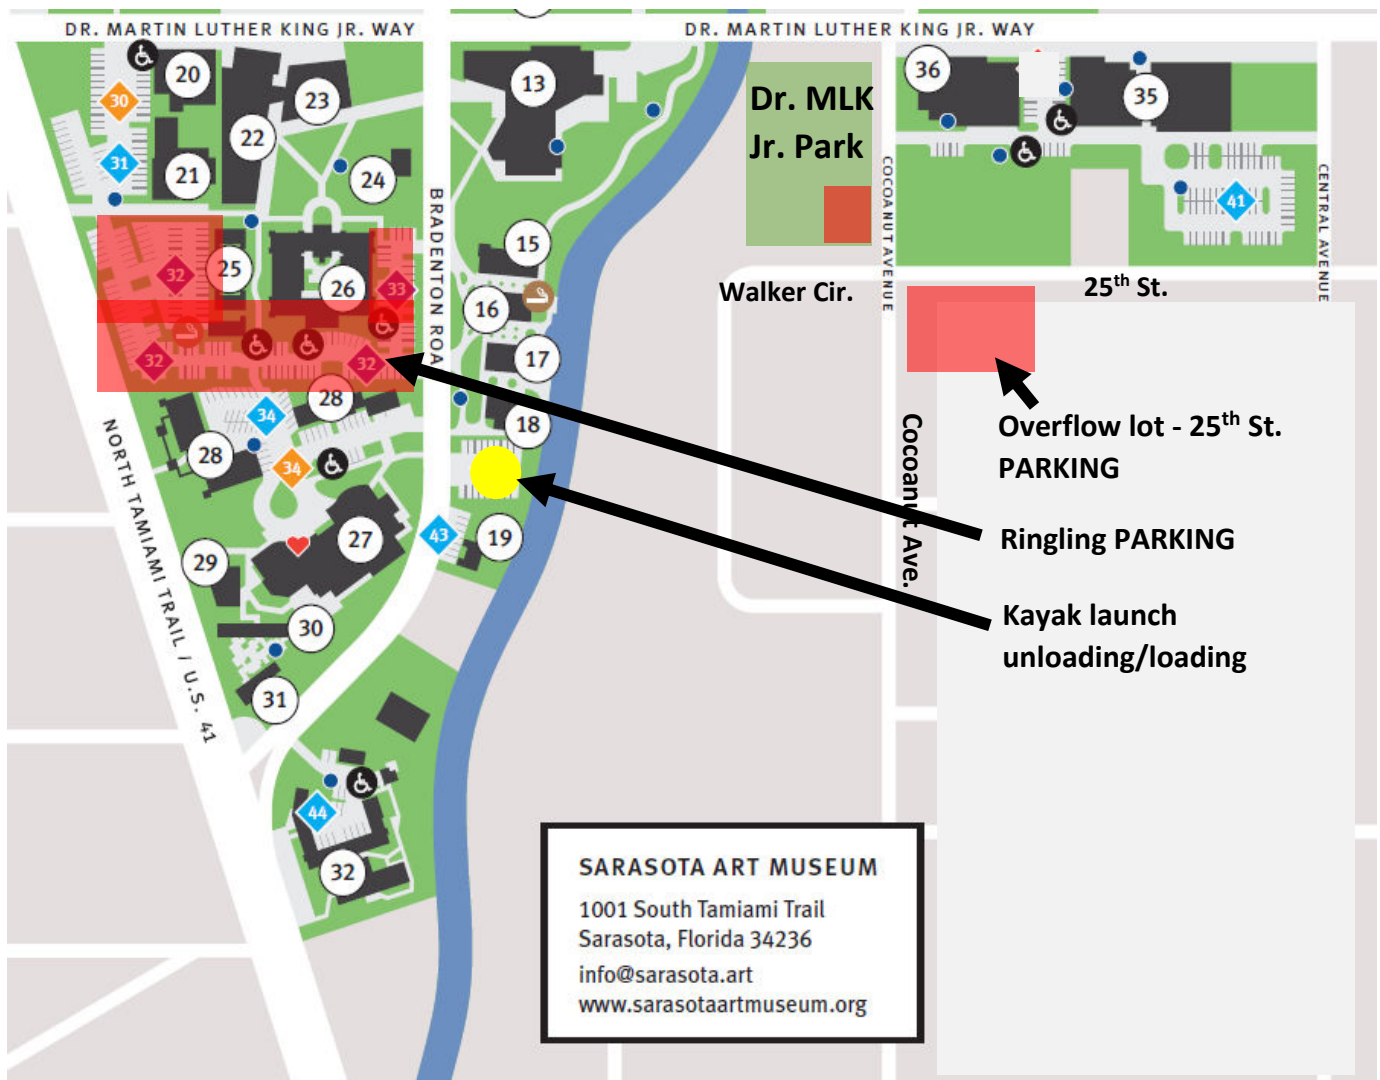 DR. MARTIN LUTHER KING JR. WAY
DR. MARTIN LUTHER KING JR. WAY
20
30
23
22
31
21
24
13
Dr. MLK
Jr. Park
36
35
41
COCOANUT AVENUE
CENTRAL AVENUE
BRADENTON ROA
15
32
25
26
33
16
Walker Cir.
25th St.
32
32
17
28
34
18
28
34
Overflow lot - 25th St.
PARKING
Cocoanut Ave.
NORTH TAMIAMI TRAIL / U.S. 41
27
43
19
Ringling PARKING
29
30
Kayak launch
unloading/loading
31
44
32
SARASOTA ART MUSEUM
1001 South Tamiami Trail
Sarasota, Florida 34236
info@sarasota.art
www.sarasotaartmuseum.org